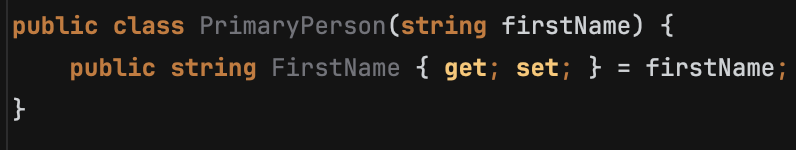 public class PrimaryPerson(string firstName) {
    public string FirstName { get; set; } = firstName;
}